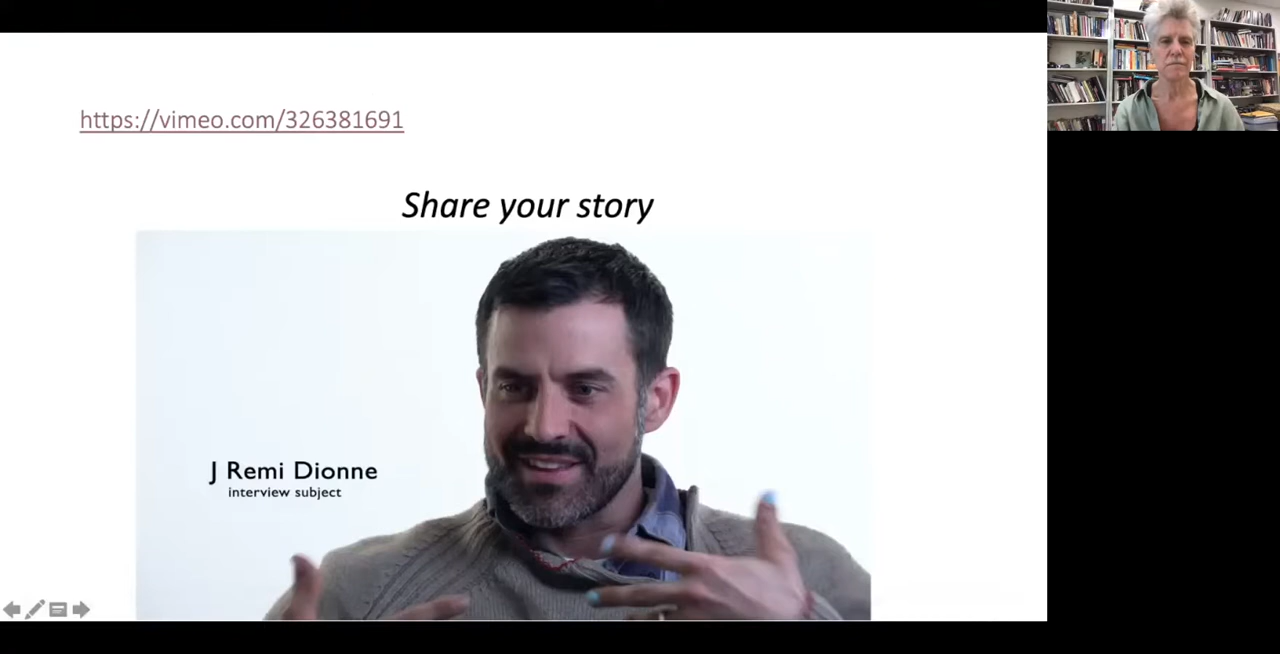 https://vimeo.com/326381691
Share your story
J Remi Dionne
interview subject